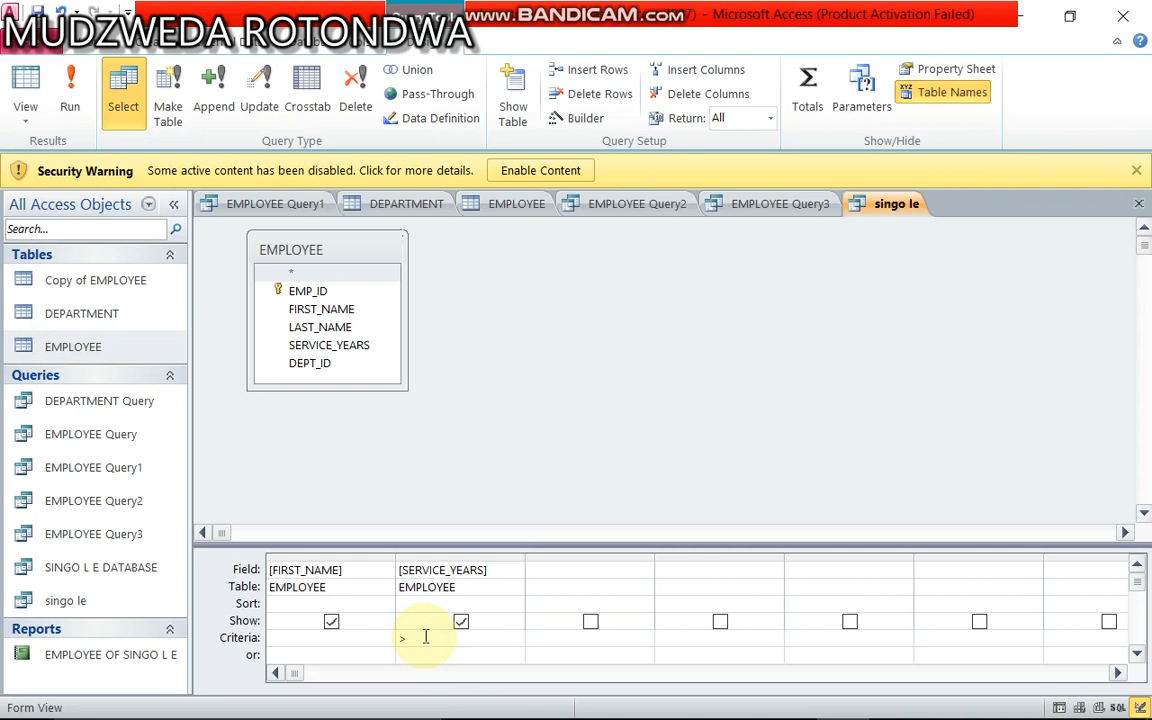 www.BANDICAM.com
Microsoft Access (Product Activation Failed)
MUDZWEDA ROTONDWA
View
Run
Select
Make Table
Append
Update
Crosstab
Delete
Union
Pass-Through
Data Definition
Show Table
Insert Rows
Delete Rows
Builder
Insert Columns
Delete Columns
Return: All
Totals
Parameters
Property Sheet
Table Names
Results
Query Type
Query Setup
Show/Hide
Security Warning Some active content has been disabled. Click for more details. Enable Content
All Access Objects
Search...
Tables
Copy of EMPLOYEE
DEPARTMENT
EMPLOYEE
Queries
DEPARTMENT Query
EMPLOYEE Query
EMPLOYEE Query1
EMPLOYEE Query2
EMPLOYEE Query3
SINGO L E DATABASE
singo le
Reports
EMPLOYEE OF SINGO L E
EMPLOYEE Query1
DEPARTMENT
EMPLOYEE
EMPLOYEE Query2
EMPLOYEE Query3
singo le
EMPLOYEE
*
EMP_ID
FIRST_NAME
LAST_NAME
SERVICE_YEARS
DEPT_ID
Field: [FIRST_NAME] [SERVICE_YEARS]
Table: EMPLOYEE EMPLOYEE
Sort:
Show:
Criteria: >
or:
Form View
SQL